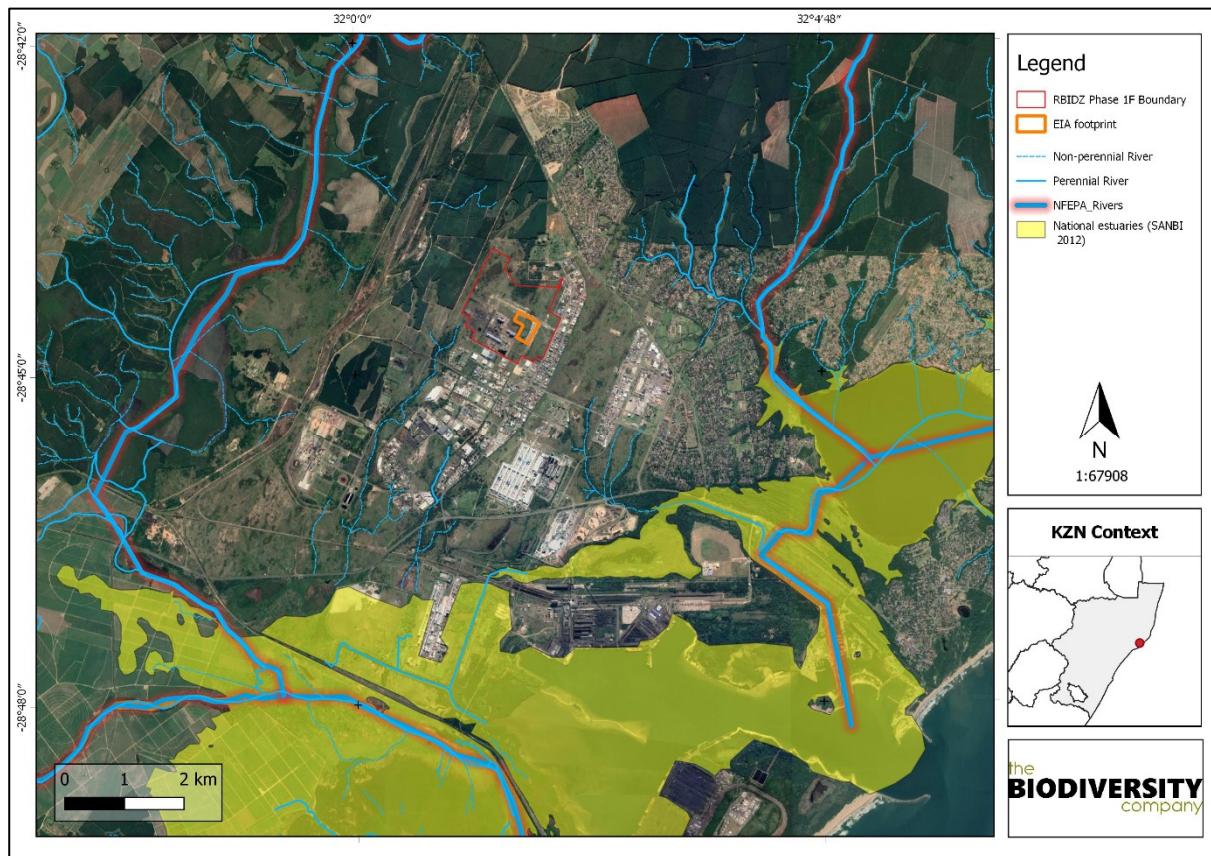 32°0'0"
32°4'48"
-28°42'0"
-28°45'0"
-28°48'0"
0 1 2 km
Legend
RBIDZ Phase 1F Boundary
EIA footprint
Non-perennial River
Perennial River
NFEPA_Rivers
National estuaries (SANBI
2012)
N
1:67908
KZN Context
the
BIODIVERSITY
company